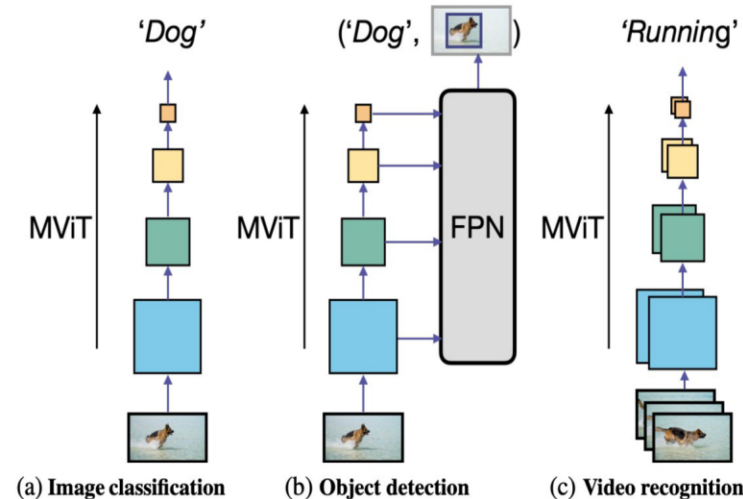 'Dog'
('Dog', )
'Running'
MViT
MViT
FPN
MViT
(a) Image classification
(b) Object detection
(c) Video recognition